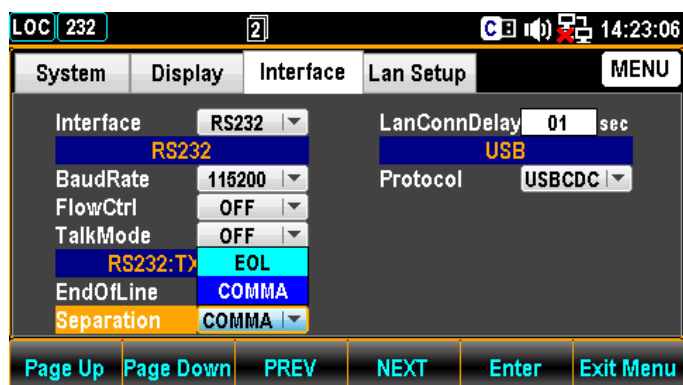 LOC 232 2 C 14:23:06
System Display Interface Lan Setup MENU
Interface RS232 LanConnDelay 01 sec
RS232 USB
BaudRate 115200 Protocol USBCDC
FlowCtrl OFF
TalkMode OFF
RS232:TX EOL
EndOfLine COMMA
Separation COMMA
Page Up Page Down PREV NEXT Enter Exit Menu